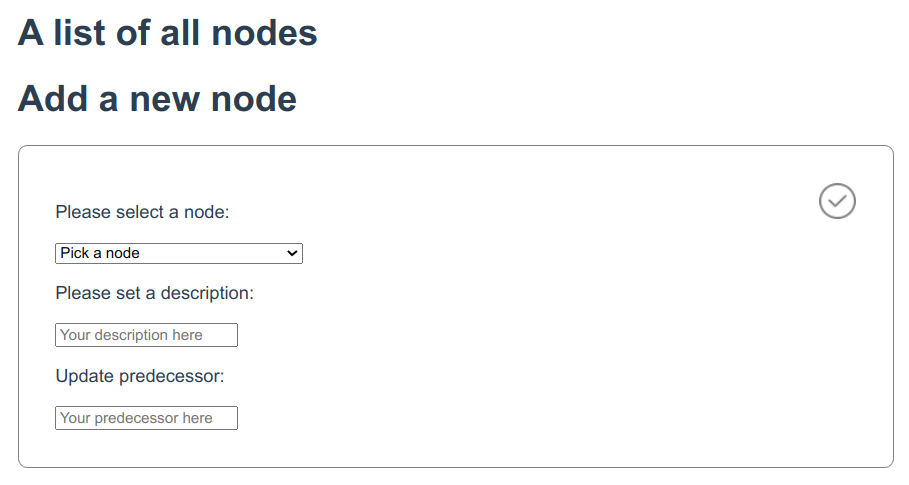 A list of all nodes
Add a new node
Please select a node:
Pick a node
Please set a description:
Your description here
Update predecessor:
Your predecessor here